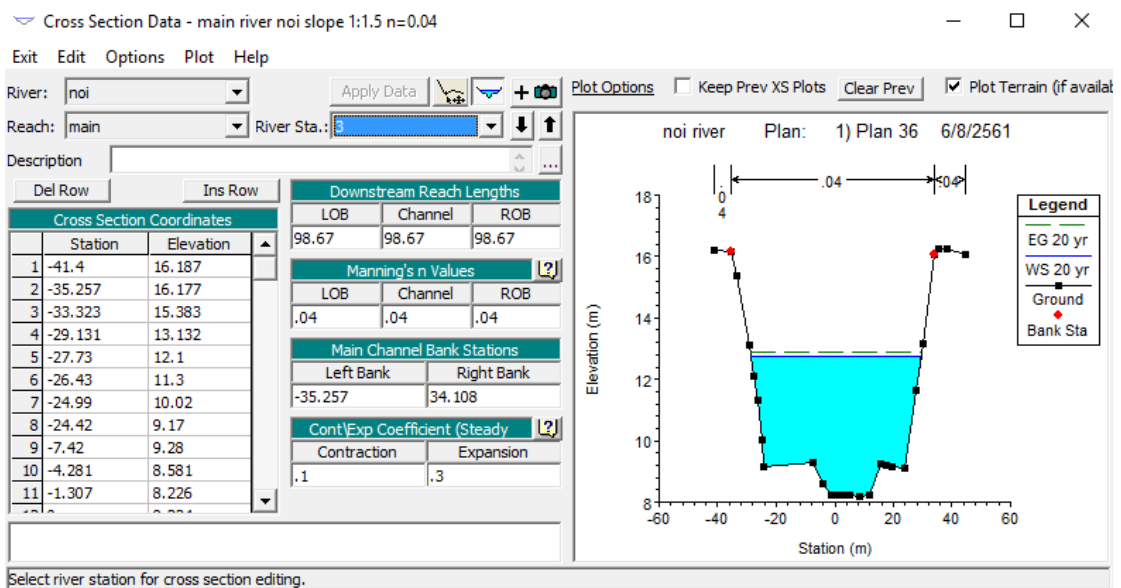 Cross Section Data - main river noi slope 1:1.5 n=0.04
Exit Edit Options Plot Help
River: noi Apply Data
Reach: main River Sta.: 3
Description ...
Del Row Ins Row
Cross Section Coordinates
Station Elevation
1 -41.4 16.187
2 -35.257 16.177
3 -33.323 15.383
4 -29.131 13.132
5 -27.73 12.1
6 -26.43 11.3
7 -24.99 10.02
8 -24.42 9.17
9 -7.42 9.28
10 -4.281 8.581
11 -1.307 8.226
Downstream Reach Lengths
LOB Channel ROB
98.67 98.67 98.67
Manning's n Values
LOB Channel ROB
.04 .04 .04
Main Channel Bank Stations
Left Bank Right Bank
-35.257 34.108
Cont\Exp Coefficient (Steady
Contraction Expansion
.1 .3
Plot Options Keep Prev XS Plots Clear Prev Plot Terrain (if availab
noi river Plan: 1) Plan 36 6/8/2561
.04 .04 .04
18
16
14
12
10
8
Elevation (m)
-60 -40 -20 0 20 40 60
Station (m)
Legend
EG 20 yr
WS 20 yr
Ground
Bank Sta
Select river station for cross section editing.